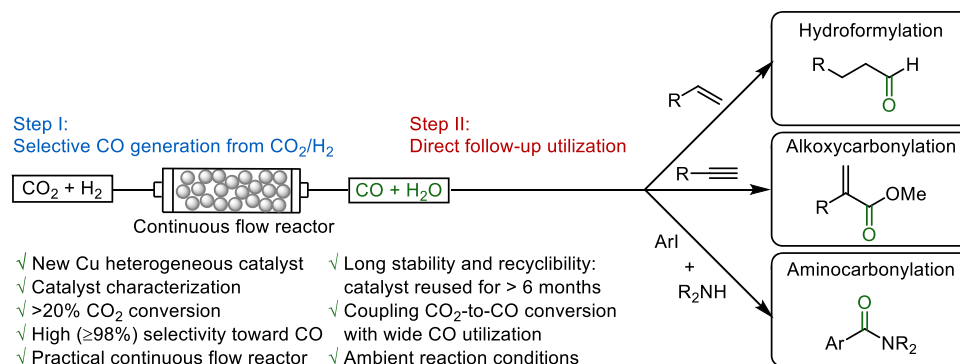 Hydroformylation
R
H
O
R
Step I:
Selective CO generation from CO₂/H₂
Step II:
Direct follow-up utilization
CO₂ + H₂
CO + H₂O
Continuous flow reactor
R
Alkoxycarbonylation
R
OMe
O
ArI
+
R₂NH
Aminocarbonylation
O
Ar
NR₂
√ New Cu heterogeneous catalyst
√ Catalyst characterization
√ >20% CO₂ conversion
√ High (≥98%) selectivity toward CO
√ Practical continuous flow reactor
√ Long stability and recyclibility:
catalyst reused for > 6 months
√ Coupling CO₂-to-CO conversion
with wide CO utilization
√ Ambient reaction conditions